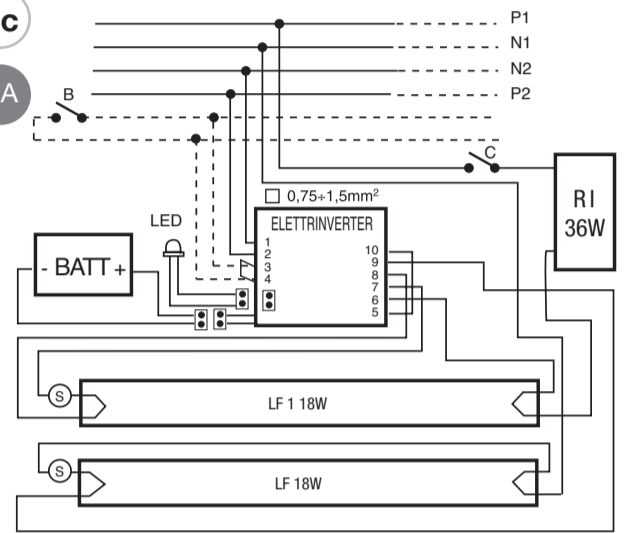 c
P1
N1
A
N2
B
P2
C
0,75÷1,5mm²
RI
36W
LED
ELETTRINVERTER
1
2
3
4
10
9
8
7
6
5
- BATT +
S
LF 1 18W
S
LF 18W